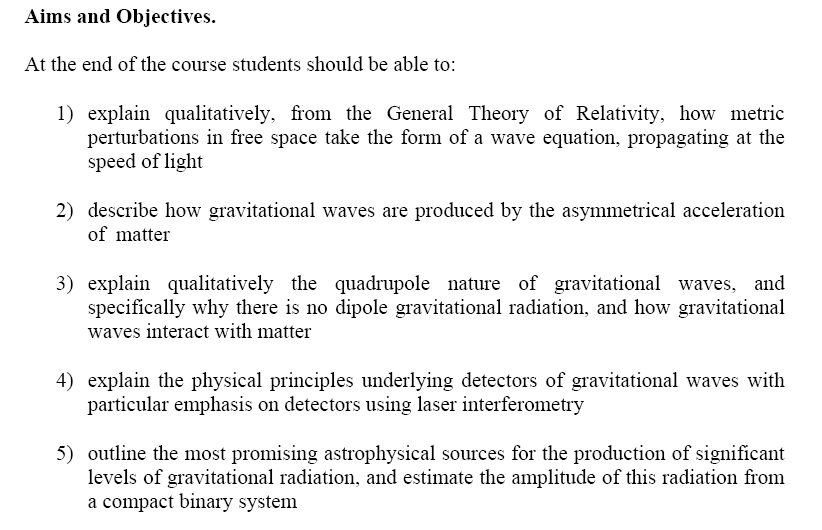 Aims and Objectives.
At the end of the course students should be able to:
1) explain qualitatively, from the General Theory of Relativity, how metric
perturbations in free space take the form of a wave equation, propagating at the
speed of light
2) describe how gravitational waves are produced by the asymmetrical acceleration
of matter
3) explain qualitatively the quadrupole nature of gravitational waves, and
specifically why there is no dipole gravitational radiation, and how gravitational
waves interact with matter
4) explain the physical principles underlying detectors of gravitational waves with
particular emphasis on detectors using laser interferometry
5) outline the most promising astrophysical sources for the production of significant
levels of gravitational radiation, and estimate the amplitude of this radiation from
a compact binary system